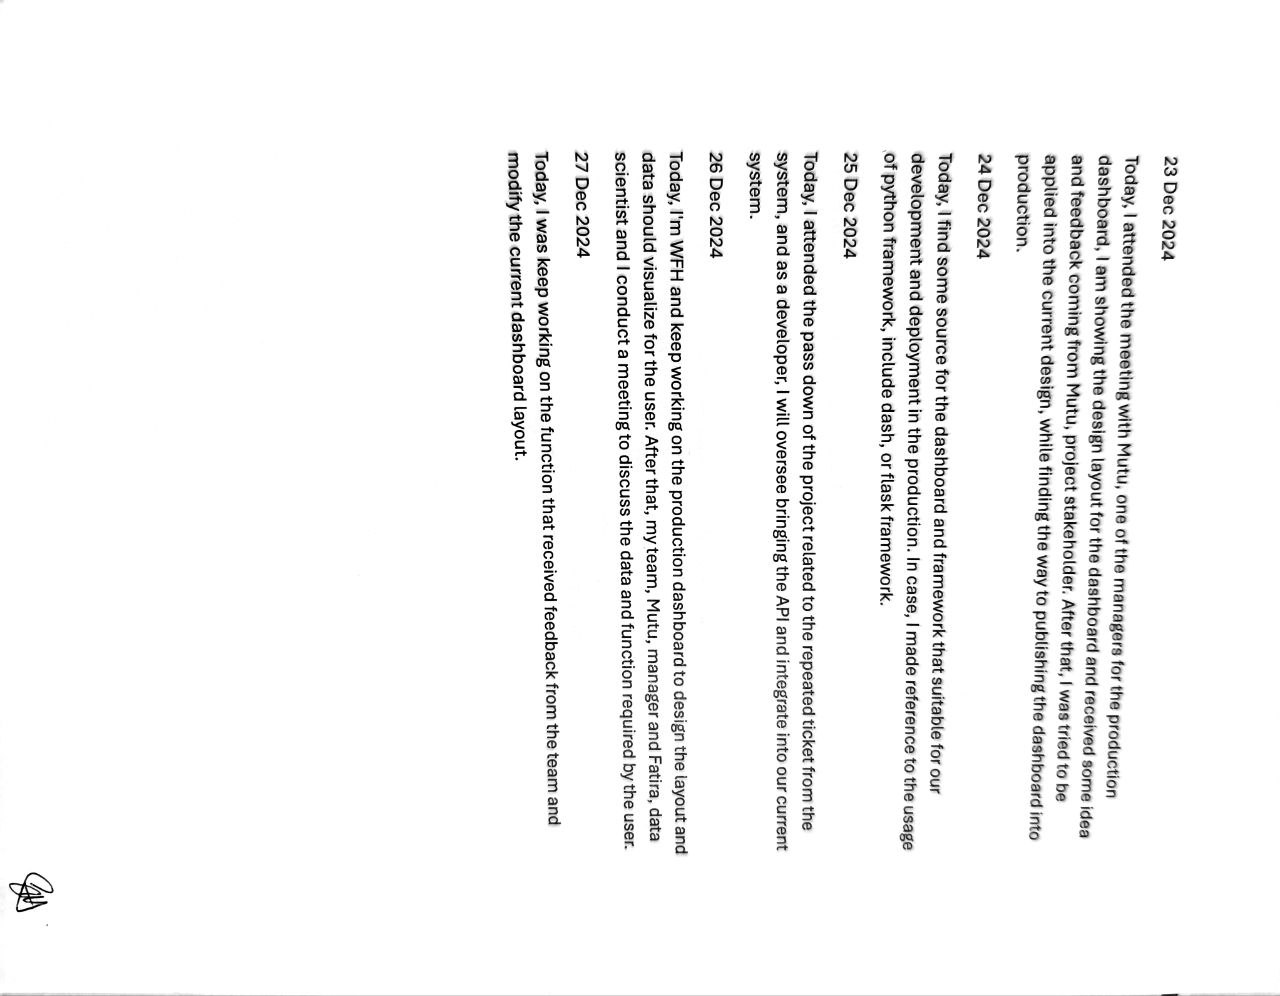 23 Dec 2024
Today, I attended the meeting with Mutu, one of the managers for the production
dashboard, I am showing the design layout for the dashboard and received some idea
and feedback coming from Mutu, project stakeholder. After that, I was tried to be
applied into the current design, while finding the way to publishing the dashboard into
production.
24 Dec 2024
Today, I find some source for the dashboard and framework that suitable for our
development and deployment in the production. In case, I made reference to the usage
of python framework, include dash, or flask framework.
25 Dec 2024
Today, I attended the pass down of the project related to the repeated ticket from the
system, and as a developer, I will oversee bringing the API and integrate into our current
system.
26 Dec 2024
Today, I'm WFH and keep working on the production dashboard to design the layout and
data should visualize for the user. After that, my team, Mutu, manager and Fatira, data
scientist and I conduct a meeting to discuss the data and function required by the user.
27 Dec 2024
Today, I was keep working on the function that received feedback from the team and
modify the current dashboard layout.